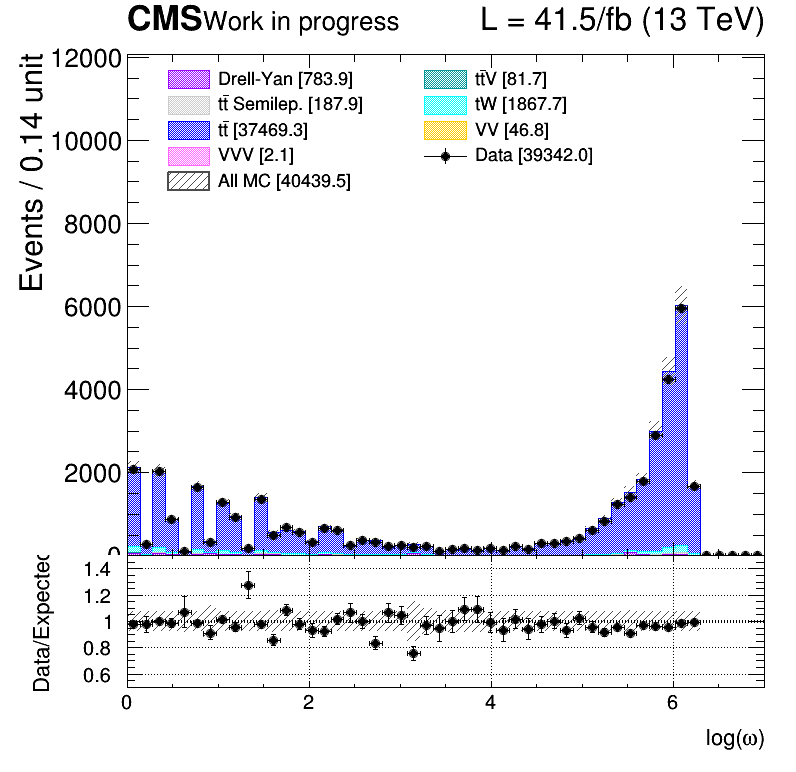 CMS Work in progress L = 41.5/fb (13 TeV)
Events / 0.14 unit
12000
10000
8000
6000
4000
2000
0
Drell-Yan [783.9]
tt̄ Semilep. [187.9]
tt̄ [37469.3]
VVV [2.1]
All MC [40439.5]
tt̄V [81.7]
tW [1867.7]
VV [46.8]
Data [39342.0]
Data/Expected
1.4
1.2
1
0.8
0.6
0 2 4 6
log(ω)